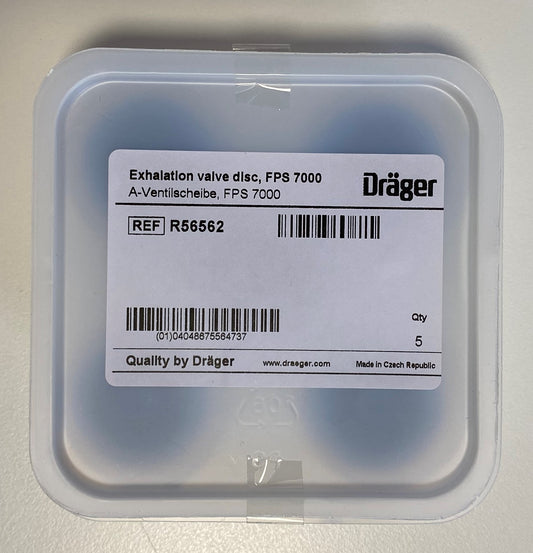 Exhalation valve disc, FPS 7000
A-Ventilscheibe, FPS 7000
Dräger
REF R56562
(01)04048675564737
Qty
5
Quality by Dräger www.draeger.com Made in Czech Republic